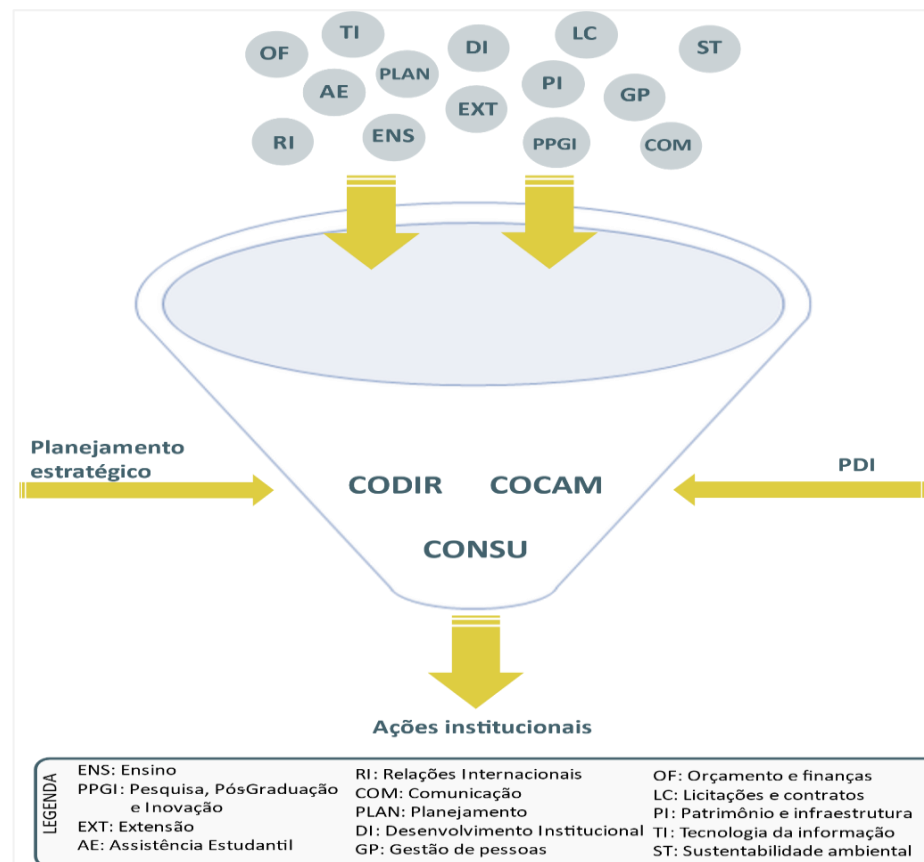 TI
LC
OF
DI
ST
PLAN
AE
PI
GP
EXT
RI
ENS
PPGI
COM
Planejamento
estratégico
PDI
CODIR
COCAM
CONSU
Ações institucionais
LEGENDA
ENS: Ensino
PPGI: Pesquisa, PósGraduação
e Inovação
EXT: Extensão
AE: Assistência Estudantil
RI: Relações Internacionais
COM: Comunicação
PLAN: Planejamento
DI: Desenvolvimento Institucional
GP: Gestão de pessoas
OF: Orçamento e finanças
LC: Licitações e contratos
PI: Patrimônio e infraestrutura
TI: Tecnologia da informação
ST: Sustentabilidade ambiental